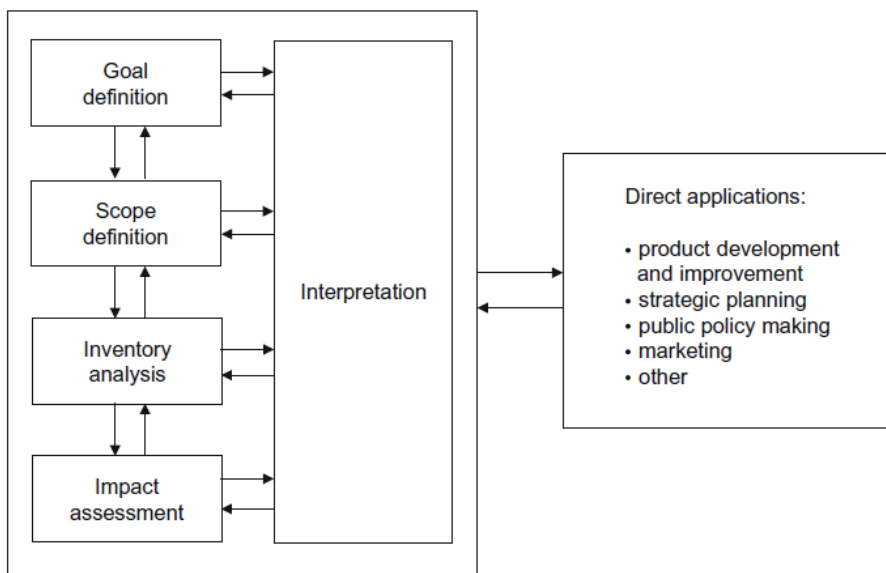 Goal
definition
Scope
definition
Inventory
analysis
Impact
assessment
Interpretation
Direct applications:
• product development
and improvement
• strategic planning
• public policy making
• marketing
• other